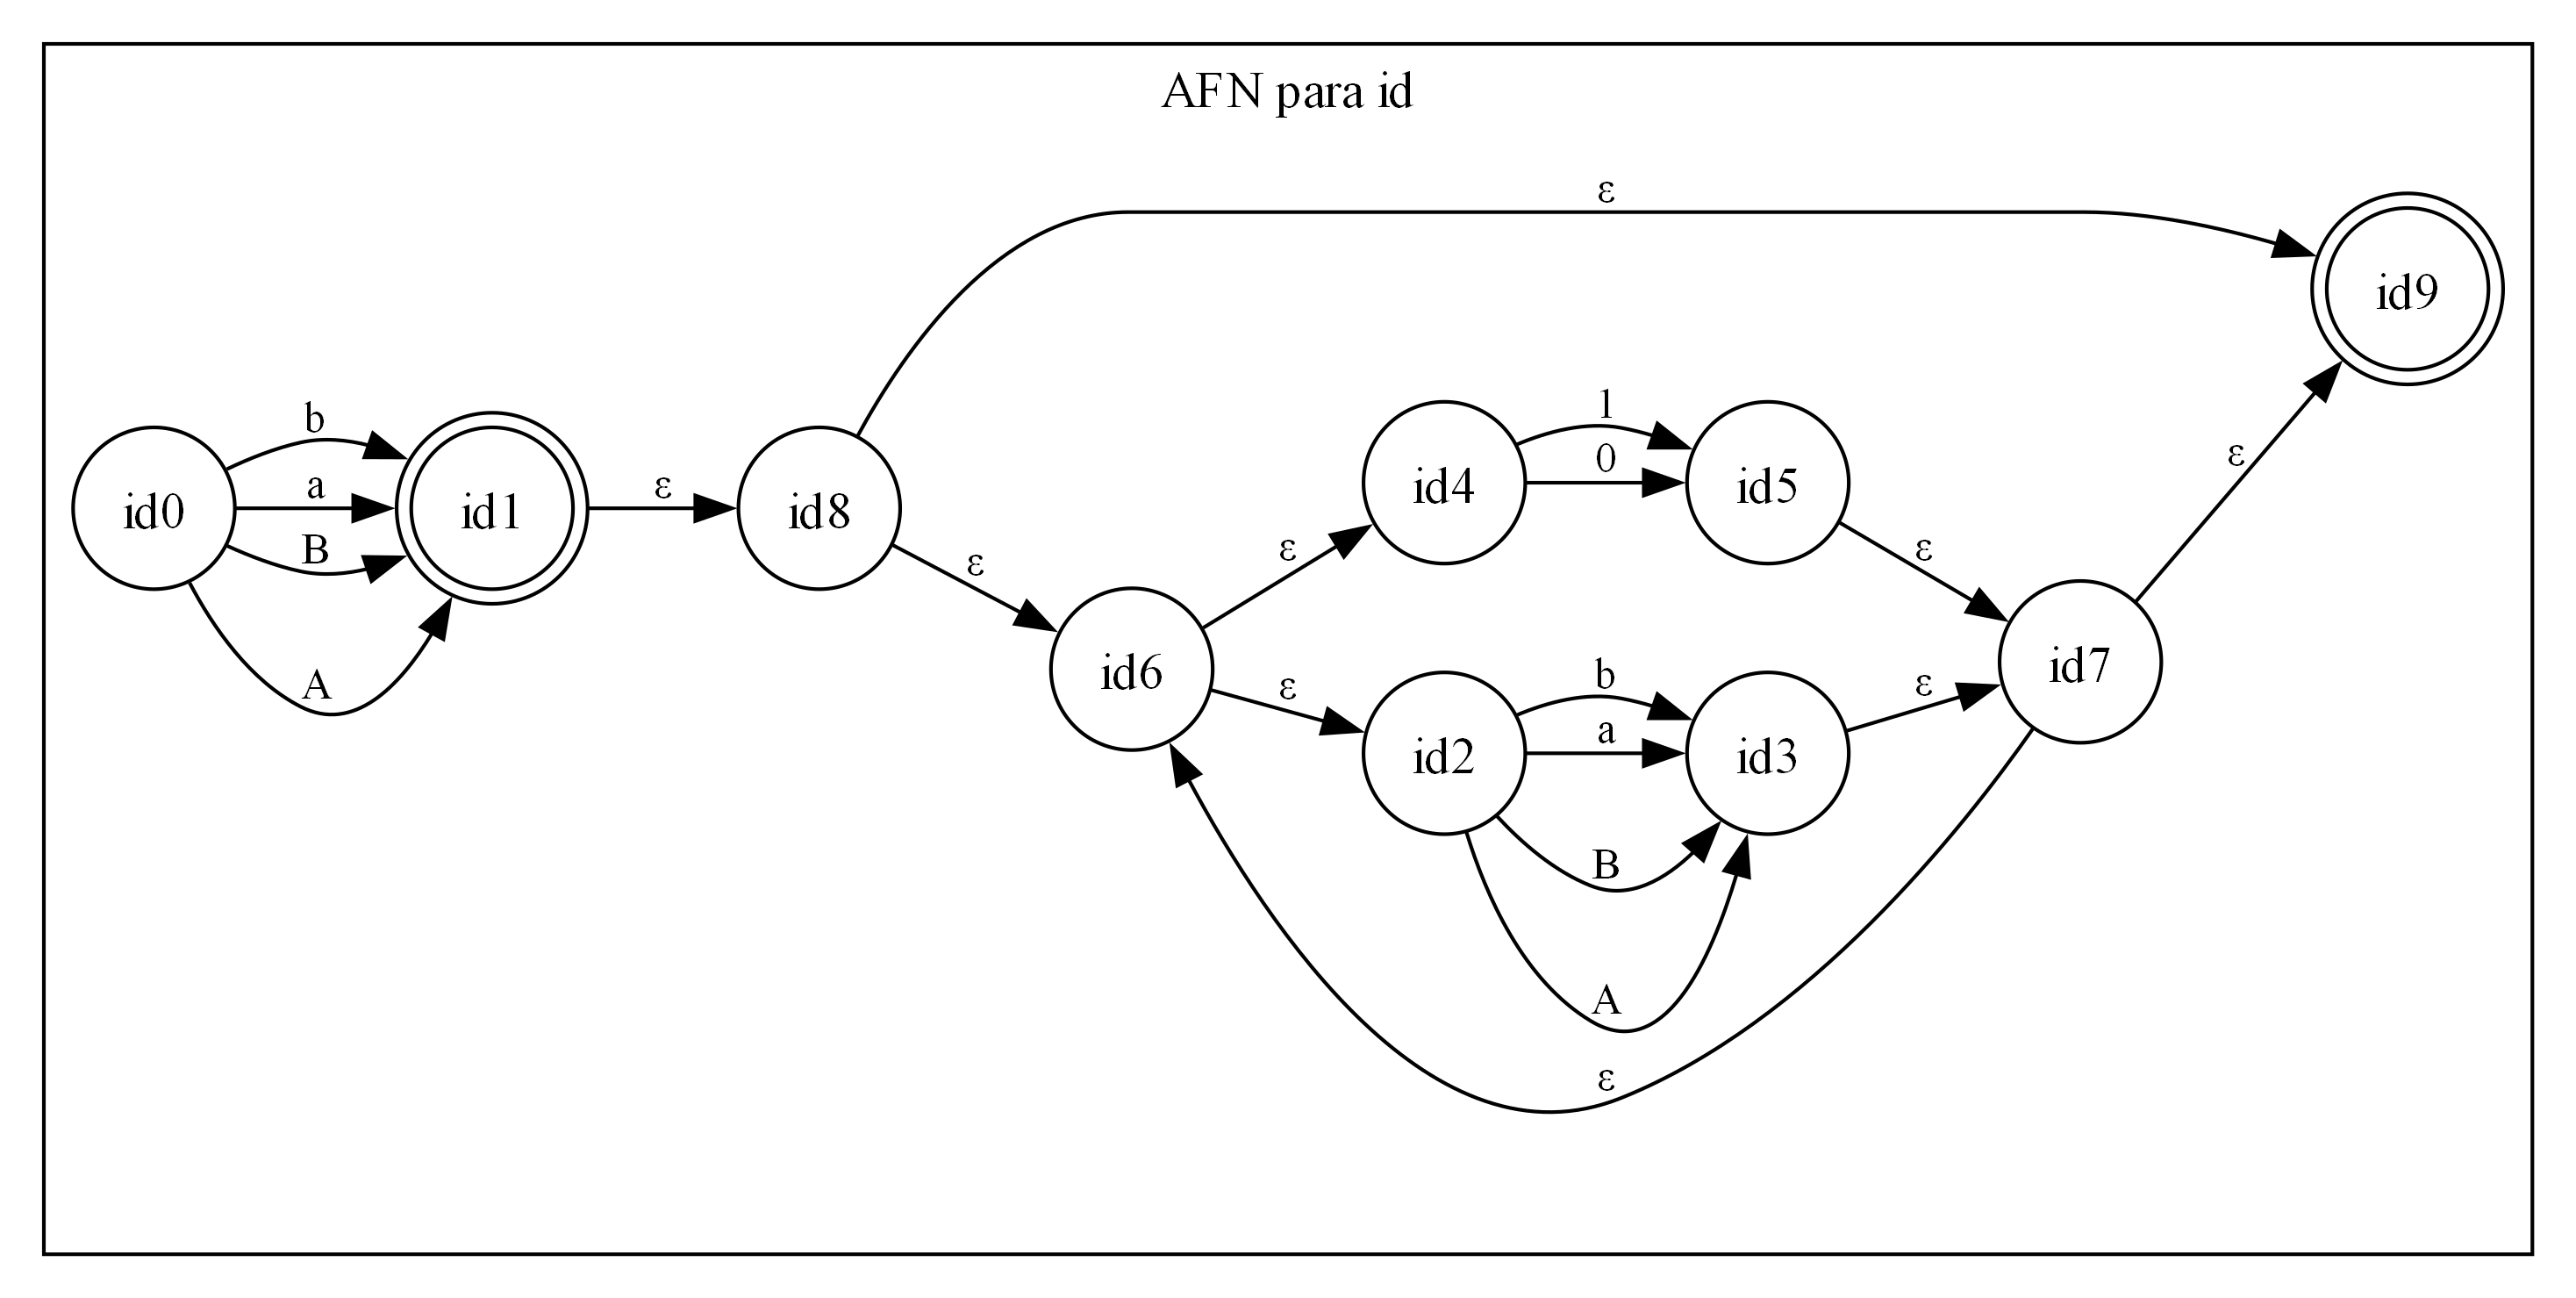 AFN para id
ε
id9
b
a
B
A
id0
id1
ε
id8
ε
id6
ε
ε
id4
1
0
id5
ε
id2
b
a
B
A
id3
ε
id7
ε
ε